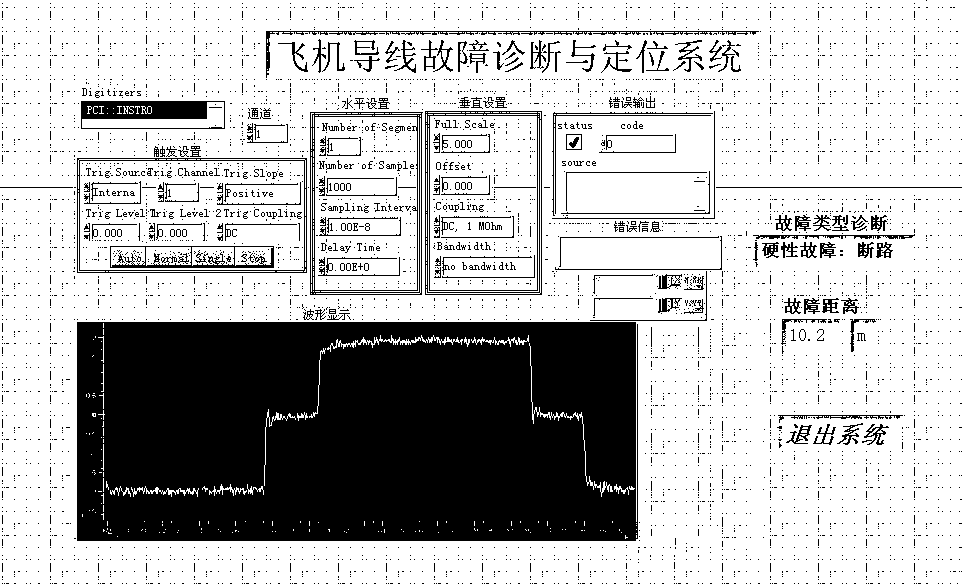 飞机导线故障诊断与定位系统
Digitizers
PCI::INSTRO
通道
1
触发设置
Trig Source Trig Channel Trig Slope
Interna 1 Positive
Trig Level Trig Level 2 Trig Coupling
0.000 0.000 DC
Auto Normal Single Stop
水平设置
Number of Segmen
1
Number of Sample
1000
Sampling Interva
1.00E-8
Delay Time
0.00E+0
垂直设置
Full Scale
5.000
Offset
0.000
Coupling
DC, 1 MOhm
Bandwidth
no bandwidth
错误输出
status code
0
source
错误信息
故障类型诊断
硬性故障：断路
故障距离
10.2 m
波形显示
退出系统